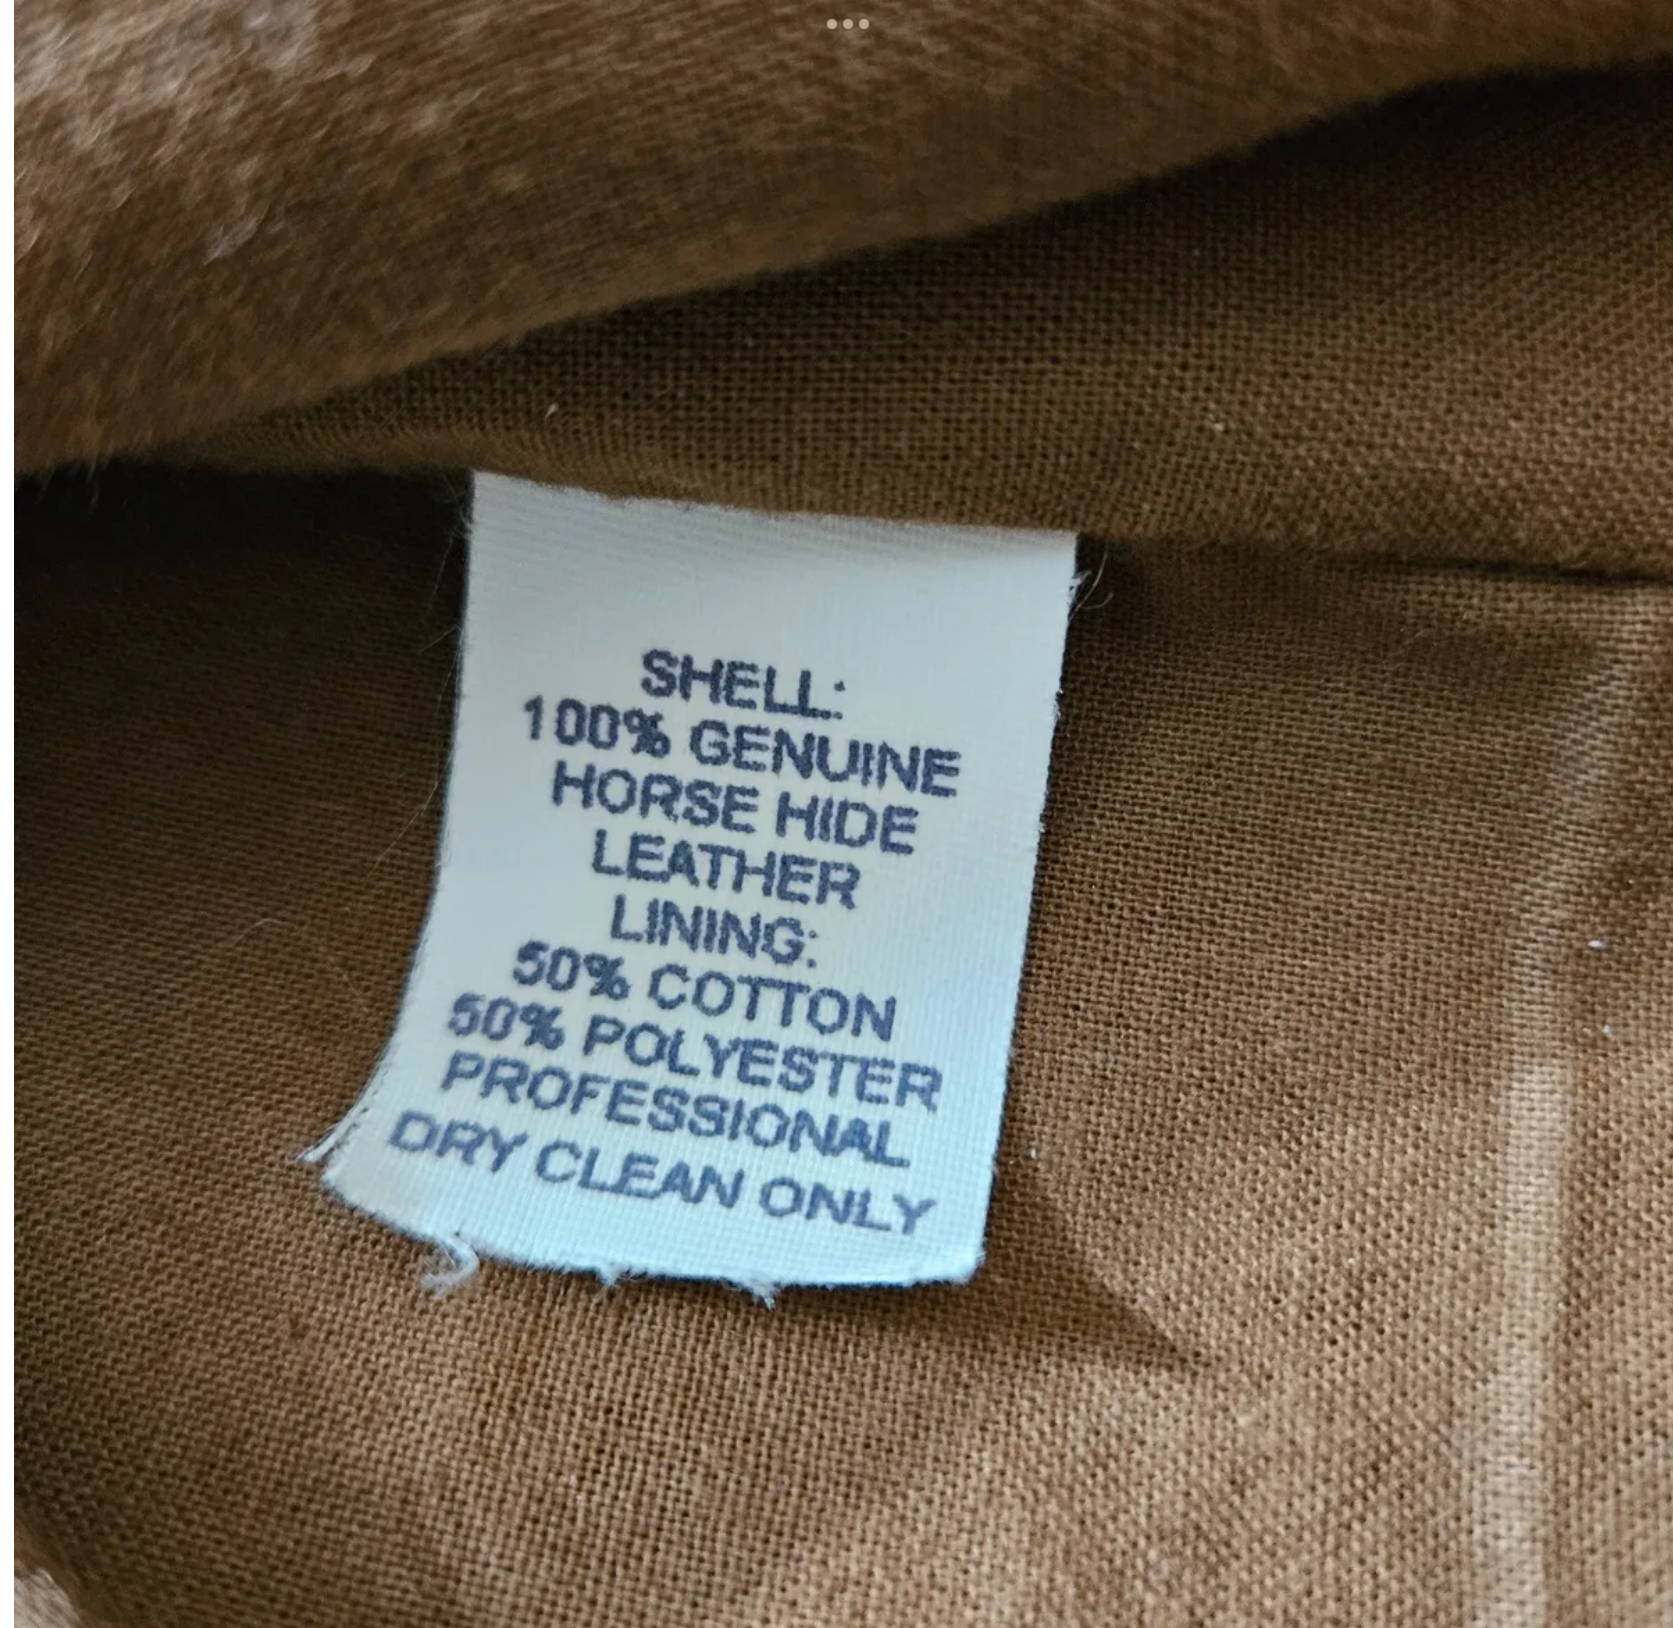 SHELL:
100% GENUINE
HORSE HIDE
LEATHER
LINING:
50% COTTON
50% POLYESTER
PROFESSIONAL
DRY CLEAN ONLY